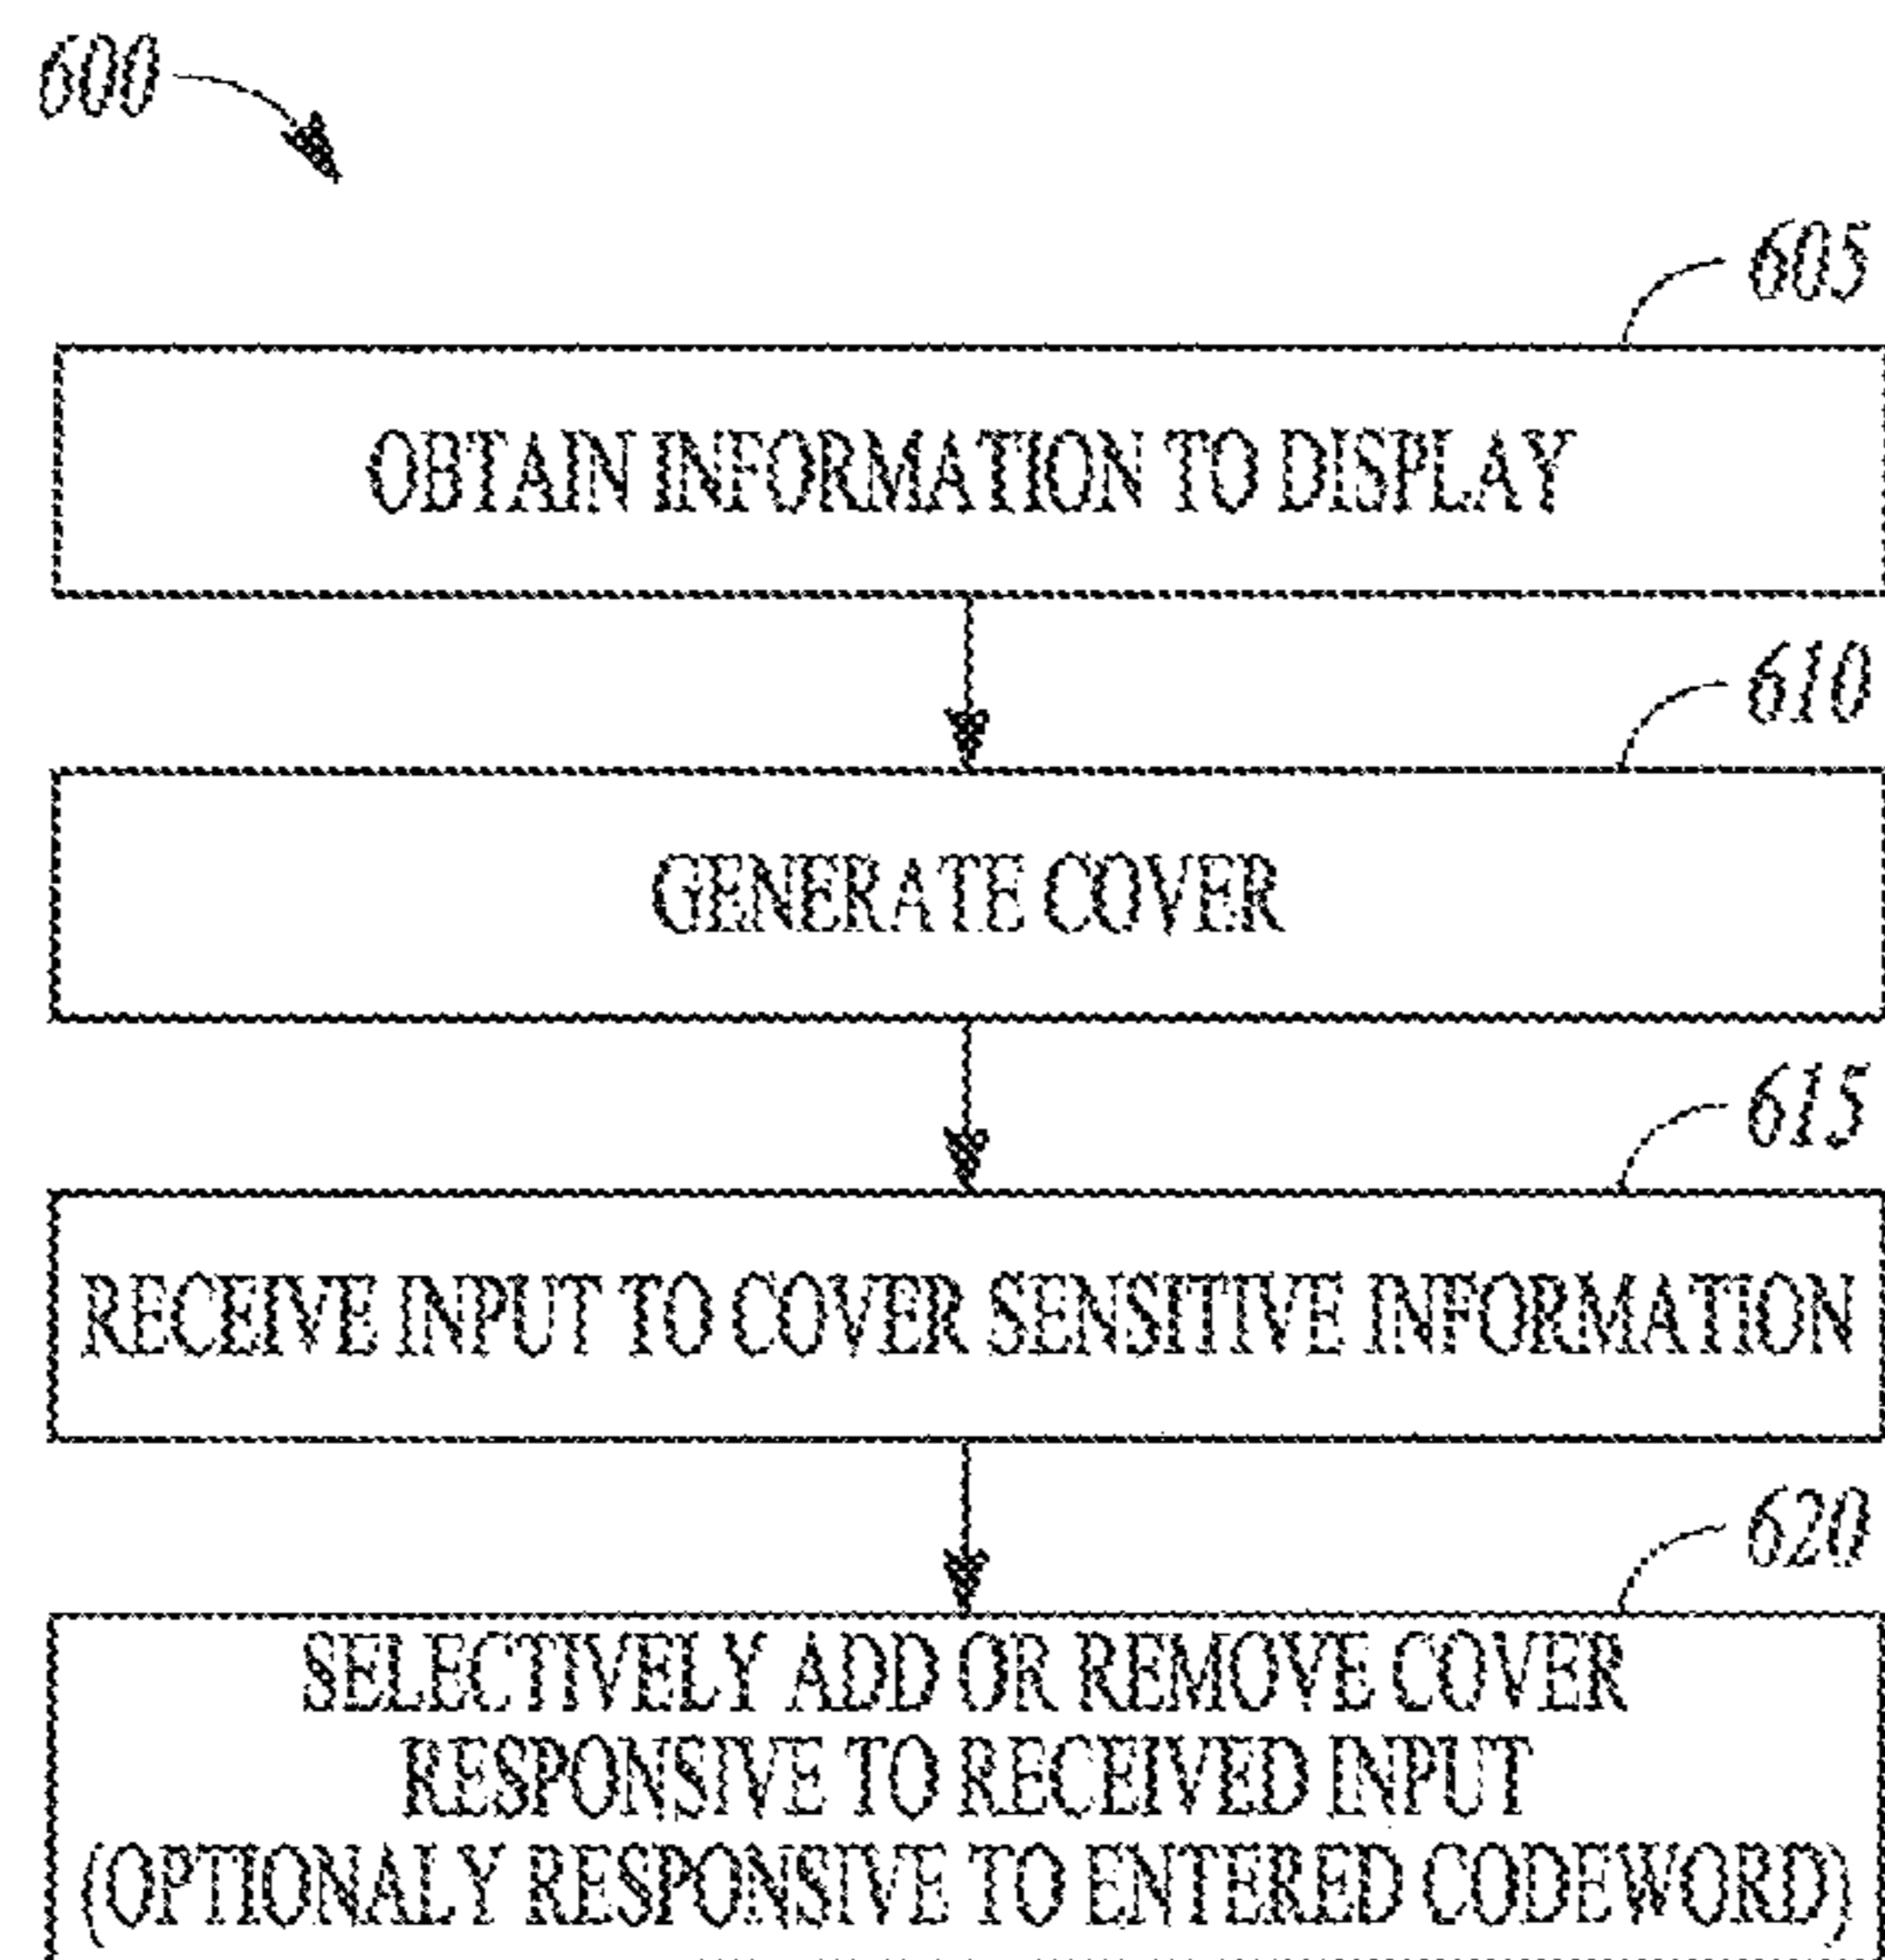 600
605
OBTAIN INFORMATION TO DISPLAY
610
GENERATE COVER
615
RECEIVE INPUT TO COVER SENSITIVE INFORMATION
620
SELECTIVELY ADD OR REMOVE COVER
RESPONSIVE TO RECEIVED INPUT
(OPTIONALY RESPONSIVE TO ENTERED CODEWORD)